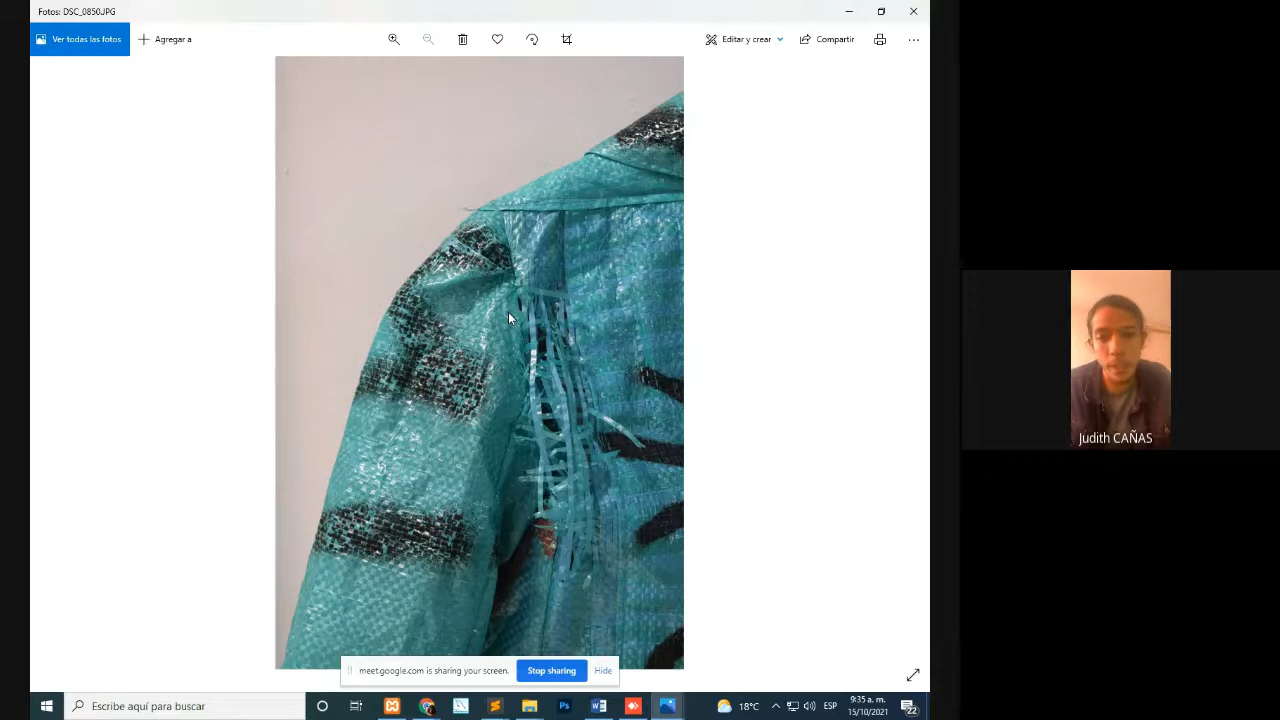 Fotos: DSC_0850.JPG
Ver todas las fotos
Agregar a
Editar y crear
Compartir
Judith CAÑAS
meet.google.com is sharing your screen.
Stop sharing
Hide
Escribe aquí para buscar
18°C
ESP
9:35 a. m.
15/10/2021
22